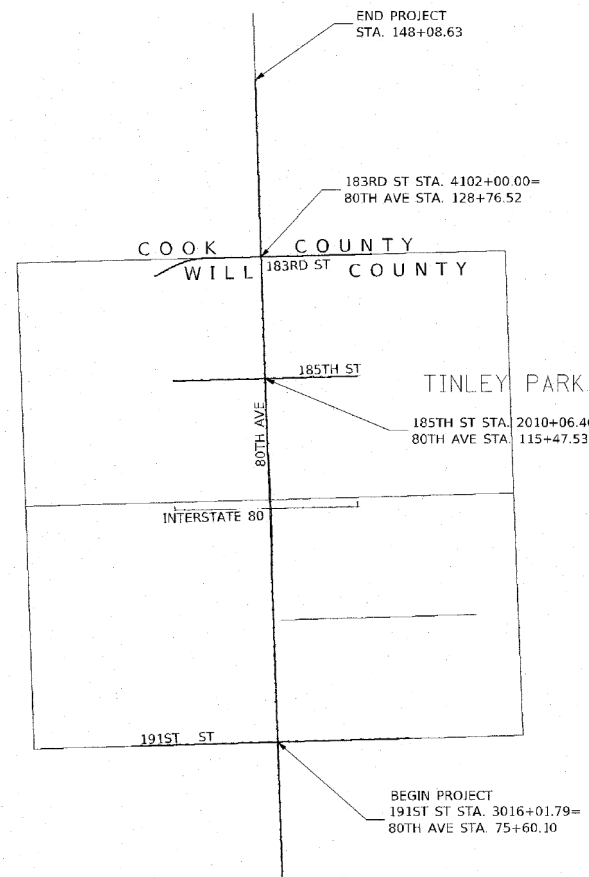 END PROJECT
STA. 148+08.63
183RD ST STA. 4102+00.00=
80TH AVE STA. 128+76.52
COOK COUNTY
WILL COUNTY
183RD ST
185TH ST
TINLEY PARK
185TH ST STA. 2010+06.4
80TH AVE STA. 115+47.53
80TH AVE
INTERSTATE 80
191ST ST
BEGIN PROJECT
191ST ST STA. 3016+01.79=
80TH AVE STA. 75+60.10